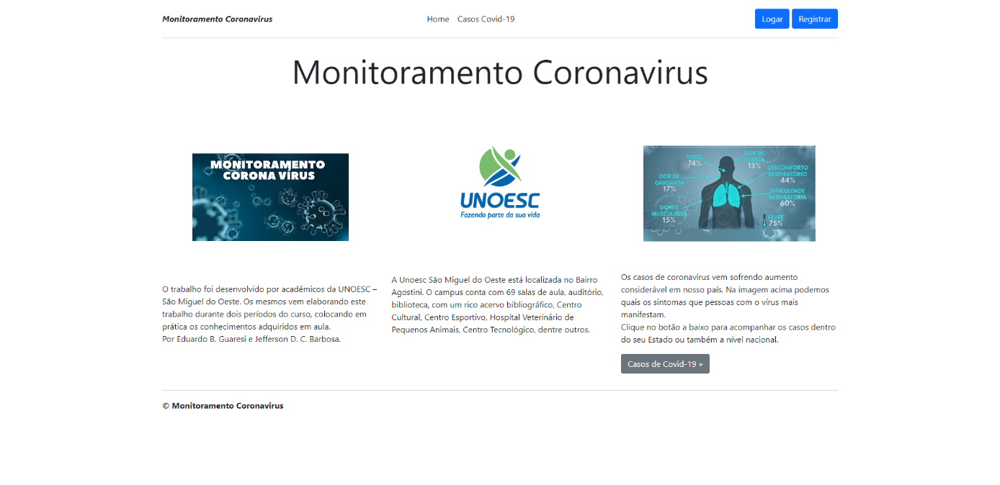 Monitoramento Coronavirus
Home Casos Covid-19
Logar Registrar
Monitoramento Coronavirus
MONITORAMENTO
CORONA VÍRUS
UNOESC
Fazendo parte da sua vida
TOSSE
74%
DOR DE
CABEÇA
13%
DESCONFORTO
RESPIRATÓRIO
44%
DOR DE
GARGANTA
17%
DIFICULDADE
RESPIRATÓRIA
60%
DORES
MUSCULARES
15%
FEBRE
75%
O trabalho foi desenvolvido por acadêmicos da UNOESC –
São Miguel do Oeste. Os mesmos vem elaborando este
trabalho durante dois períodos do curso, colocando em
prática os conhecimentos adquiridos em aula.
Por Eduardo B. Guaresi e Jefferson D. C. Barbosa.
A Unoesc São Miguel do Oeste está localizada no Bairro
Agostini. O campus conta com 69 salas de aula, auditório,
biblioteca, com um rico acervo bibliográfico, Centro
Cultural, Centro Esportivo, Hospital Veterinário de
Pequenos Animais, Centro Tecnológico, dentre outros.
Os casos de coronavirus vem sofrendo aumento
considerável em nosso país. Na imagem acima podemos
quais os sintomas que pessoas com o vírus mais
manifestam.
Clique no botão a baixo para acompanhar os casos dentro
do seu Estado ou também a nível nacional.
Casos de Covid-19 »
© Monitoramento Coronavirus